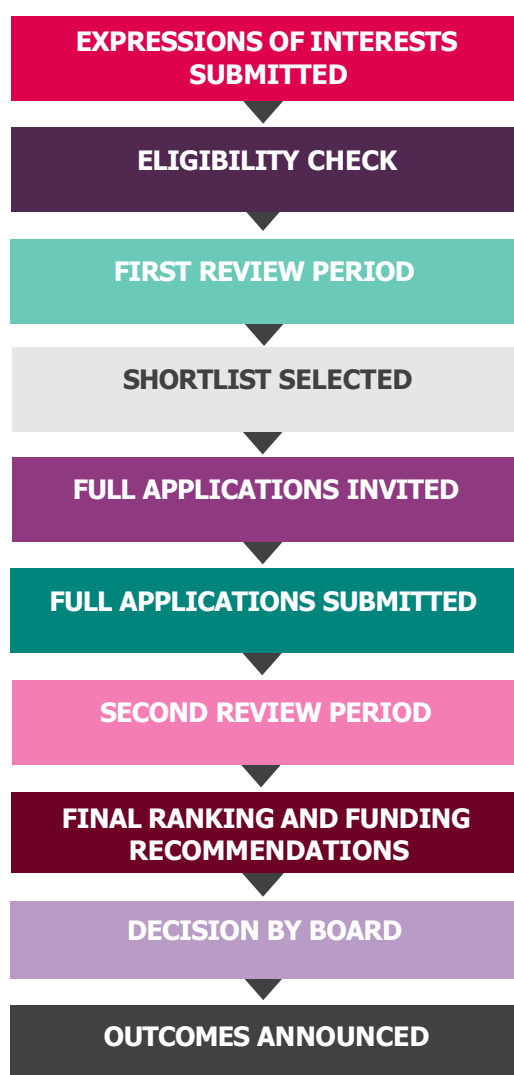 EXPRESSIONS OF INTERESTS
SUBMITTED
ELIGIBILITY CHECK
FIRST REVIEW PERIOD
SHORTLIST SELECTED
FULL APPLICATIONS INVITED
FULL APPLICATIONS SUBMITTED
SECOND REVIEW PERIOD
FINAL RANKING AND FUNDING
RECOMMENDATIONS
DECISION BY BOARD
OUTCOMES ANNOUNCED